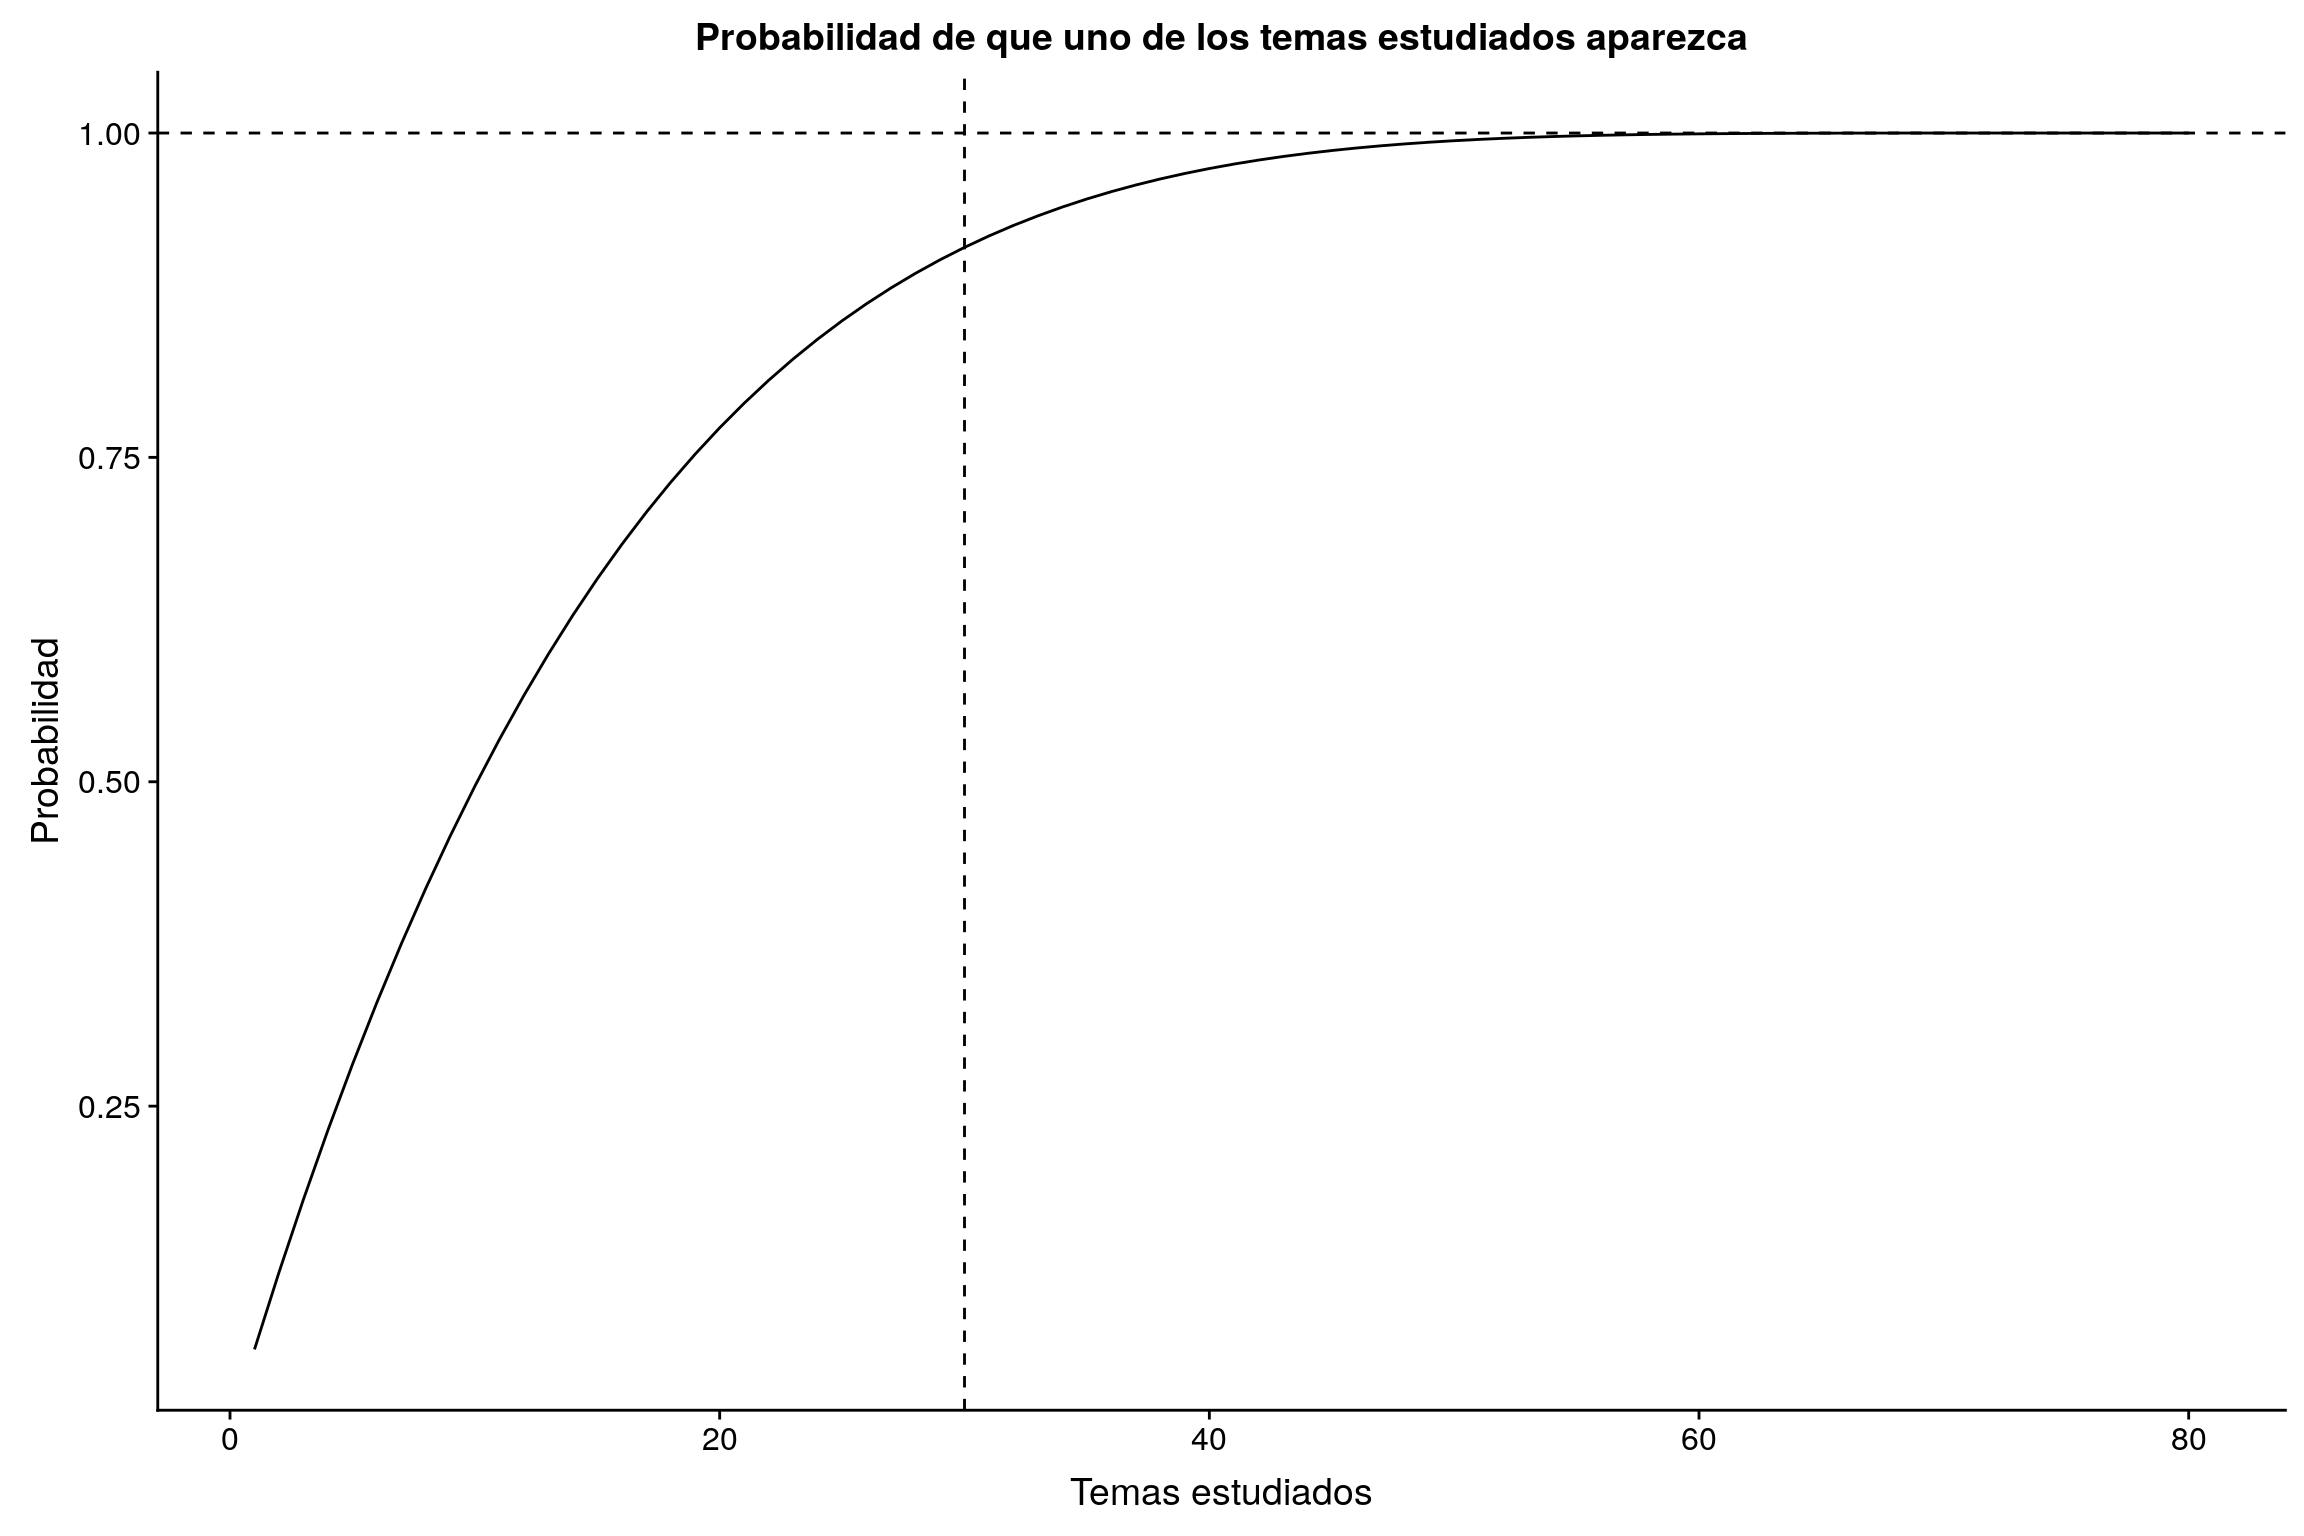 Probabilidad de que uno de los temas estudiados aparezca
1.00
0.75
0.50
0.25
Probabilidad
0 20 40 60 80
Temas estudiados